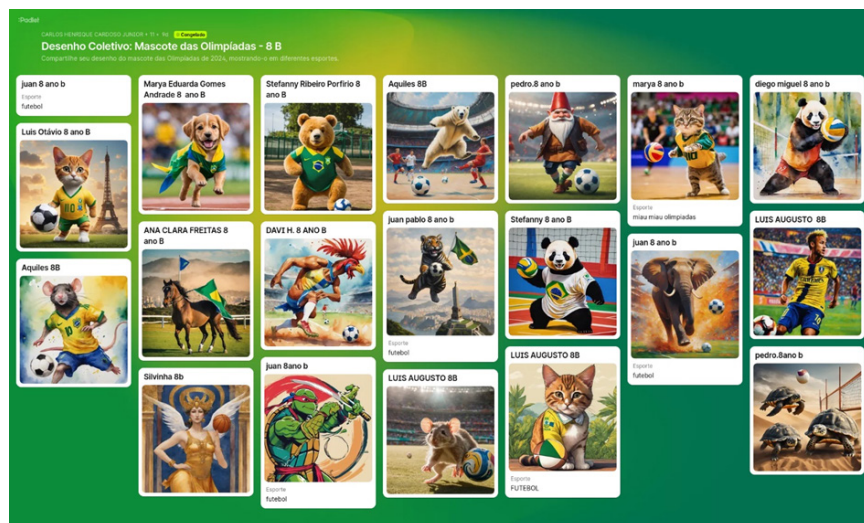 :Padlet
CARLOS HENRIQUE CARDOSO JUNIOR • 11 • 9d
Congelado
Desenho Coletivo: Mascote das Olimpíadas - 8 B
Compartilhe seu desenho do mascote das Olimpíadas de 2024, mostrando-o em diferentes esportes.
juan 8 ano b
Esporte
futebol
Luis Otávio 8 ano B
Aquiles 8B
Marya Eduarda Gomes
Andrade 8 ano B
ANA CLARA FREITAS 8
ano B
Silvinha 8b
Stefanny Ribeiro Porfirio 8
ano B
DAVI H. 8 ANO B
juan 8ano b
Esporte
futebol
Aquiles 8B
juan pablo 8 ano b
Esporte
futebol
LUIS AUGUSTO 8B
pedro.8 ano b
Stefanny 8 ano B
LUIS AUGUSTO 8B
Esporte
FUTEBOL
marya 8 ano b
Esporte
miau miau olimpiadas
juan 8 ano b
Esporte
futebol
diego miguel 8 ano b
LUIS AUGUSTO 8B
pedro.8ano b